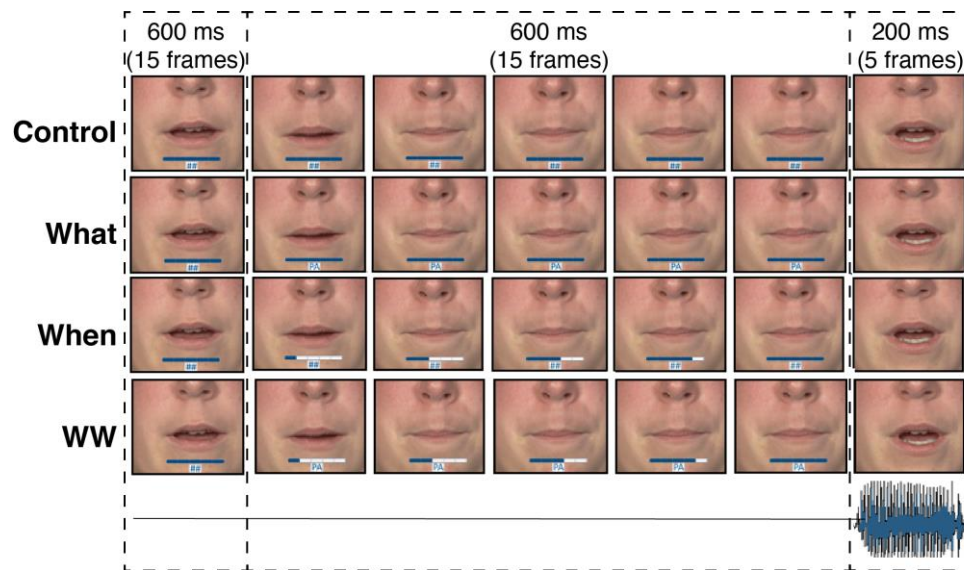 600 ms 600 ms 200 ms
(15 frames) (15 frames) (5 frames)
Control
## ## ## ## ## ##
What
## PA PA PA PA PA
When
## ## ## ## ## ##
WW
## PA PA PA PA PA